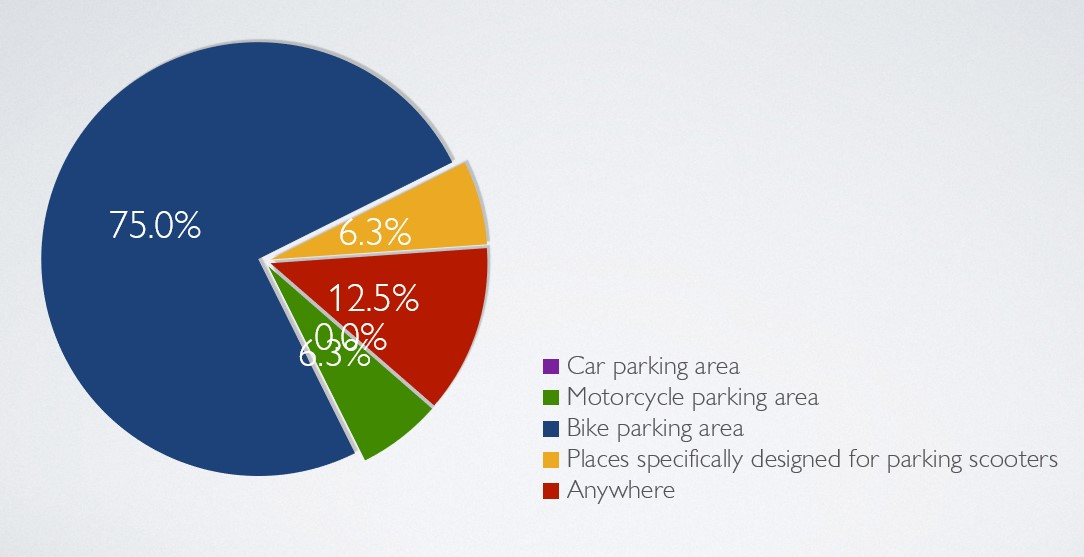 75.0%
6.3%
12.5%
0.0%
6.3%
Car parking area
Motorcycle parking area
Bike parking area
Places specifically designed for parking scooters
Anywhere